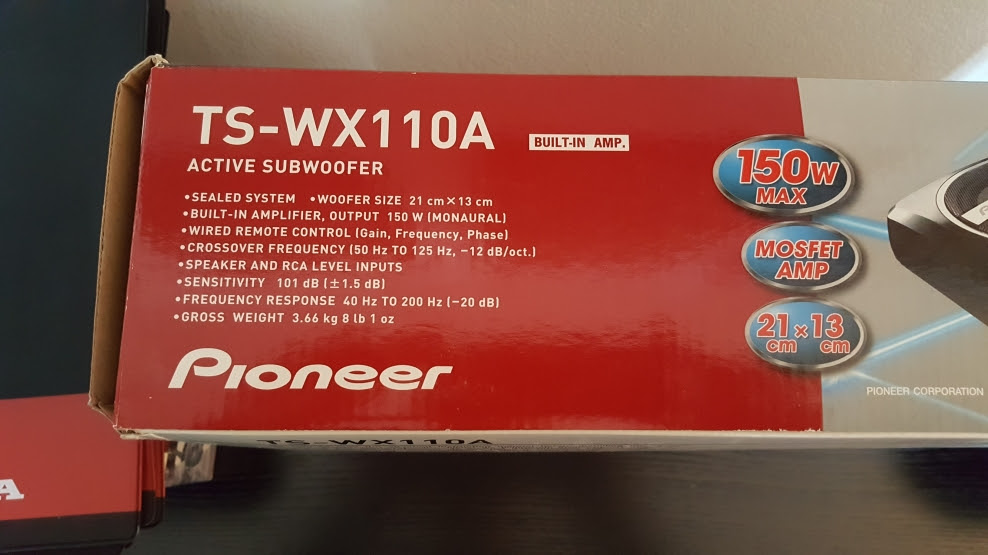 TS-WX110A
BUILT-IN AMP.
ACTIVE SUBWOOFER
•SEALED SYSTEM •WOOFER SIZE 21 cm×13 cm
•BUILT-IN AMPLIFIER, OUTPUT 150 W (MONAURAL)
•WIRED REMOTE CONTROL (Gain, Frequency, Phase)
•CROSSOVER FREQUENCY (50 Hz TO 125 Hz, −12 dB/oct.)
•SPEAKER AND RCA LEVEL INPUTS
•SENSITIVITY 101 dB (±1.5 dB)
•FREQUENCY RESPONSE 40 Hz TO 200 Hz (−20 dB)
•GROSS WEIGHT 3.66 kg 8 lb 1 oz
Pioneer
150W
MAX
MOSFET
AMP
21 × 13
cm cm
PIONEER CORPORATION
TS-WX110A
A